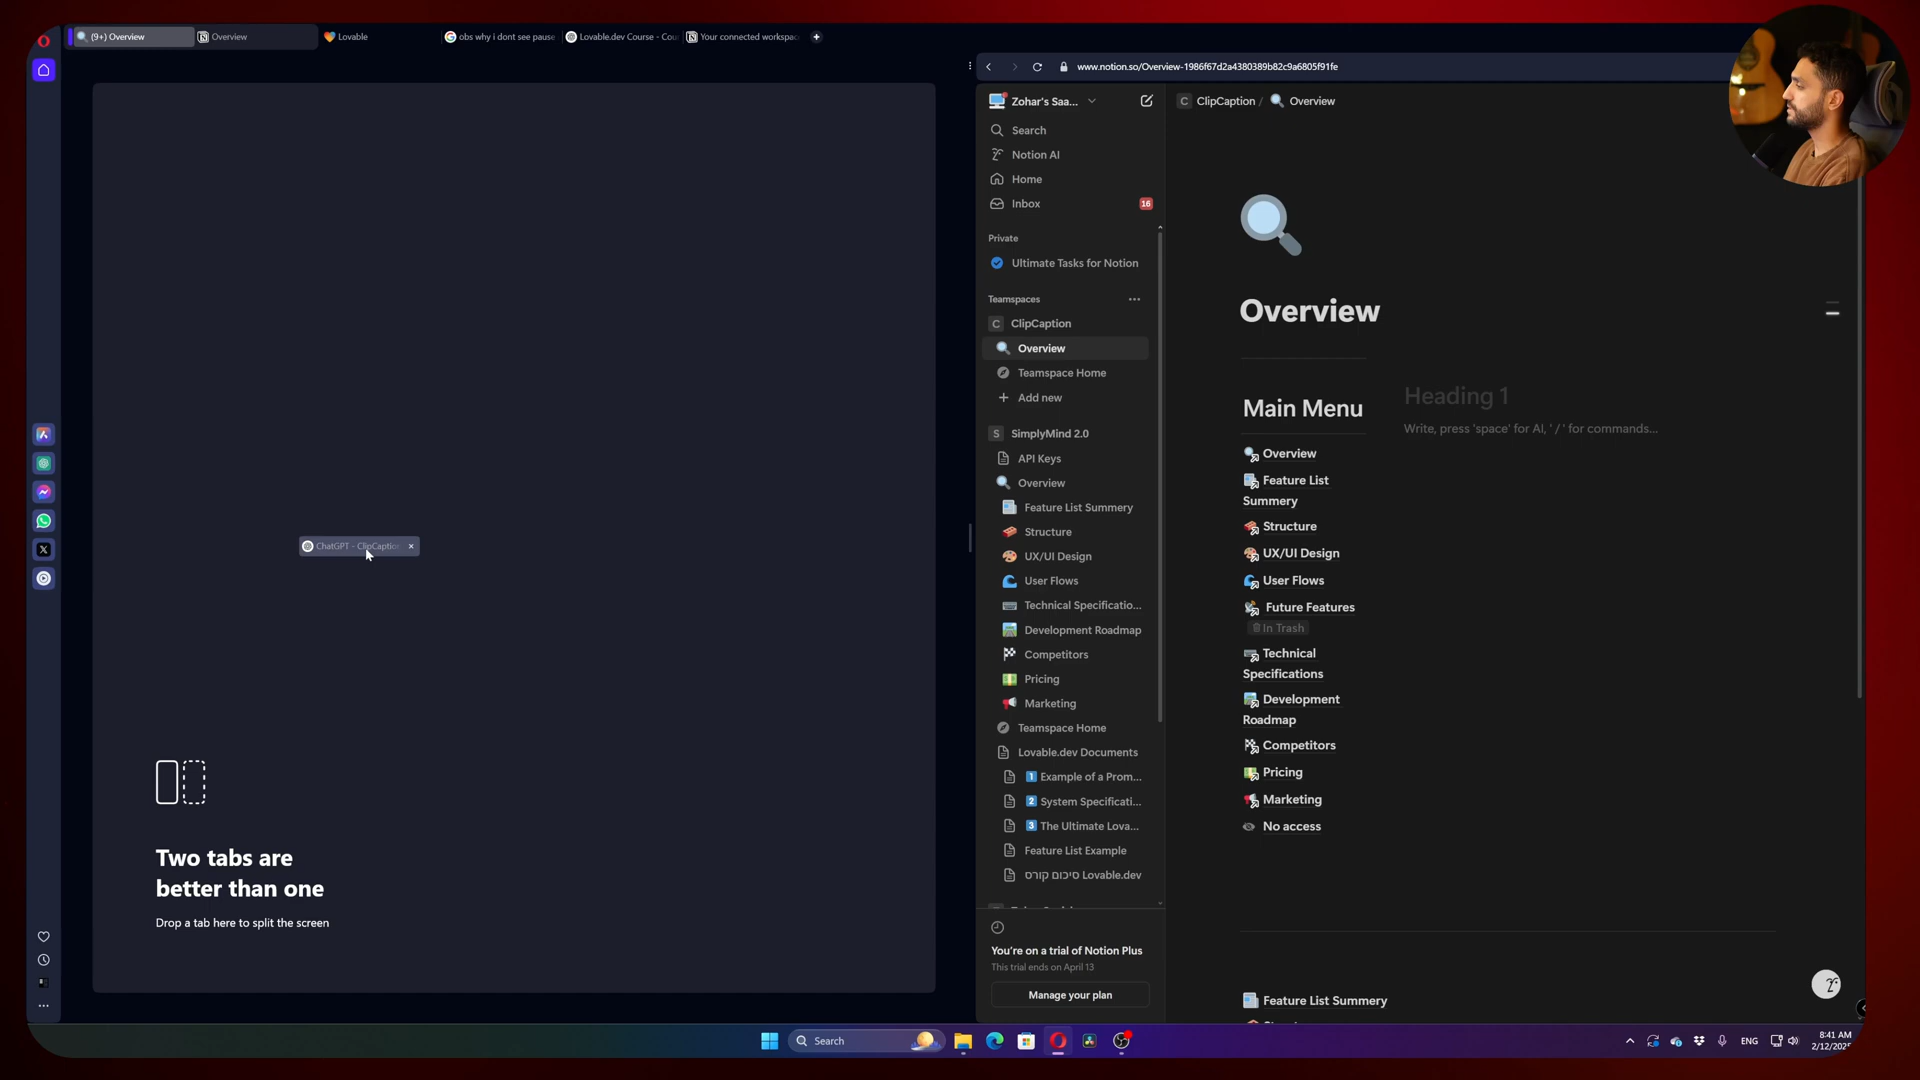 (9+) Overview
Overview
Lovable
obs why i dont see pause
Lovable.dev Course - Cou
Your connected workspac
www.notion.so/Overview-1986f67d2a4380389b82c9a6805f91fe
Zohar's Saa...
Search
Notion AI
Home
Inbox
16
Private
Ultimate Tasks for Notion
Teamspaces
C ClipCaption
Overview
Teamspace Home
Add new
S SimplyMind 2.0
API Keys
Overview
Feature List Summary
Structure
UX/UI Design
User Flows
Technical Specificatio...
Development Roadmap
Competitors
Pricing
Marketing
Teamspace Home
Lovable.dev Documents
1 Example of a Prom...
2 System Specificati...
3 The Ultimate Lova...
Feature List Example
סיכום קורס Lovable.dev
You're on a trial of Notion Plus
This trial ends on April 13
Manage your plan
C ClipCaption / Overview
Overview
Main Menu
Overview
Feature List
Summery
Structure
UX/UI Design
User Flows
Future Features
In Trash
Technical
Specifications
Development
Roadmap
Competitors
Pricing
Marketing
No access
Heading 1
Write, press 'space' for AI, '/' for commands...
Feature List Summery
ChatGPT - ClipCaption
Two tabs are
better than one
Drop a tab here to split the screen
Search
ENG
8:41 AM